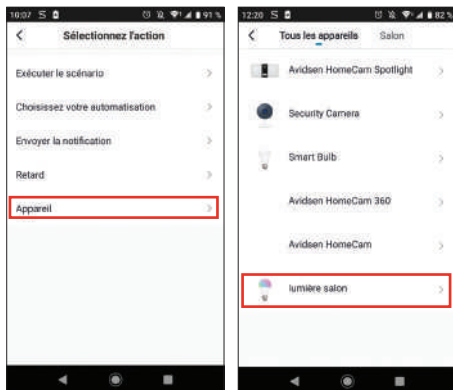 10:07 S 91 %
Sélectionnez l'action
Exécuter le scénario
Choisissez votre automatisation
Envoyer la notification
Retard
Appareil
12:20 S 82 %
Tous les appareils Salon
Avidsen HomeCam Spotlight
Security Camera
Smart Bulb
Avidsen HomeCam 360
Avidsen HomeCam
lumière salon